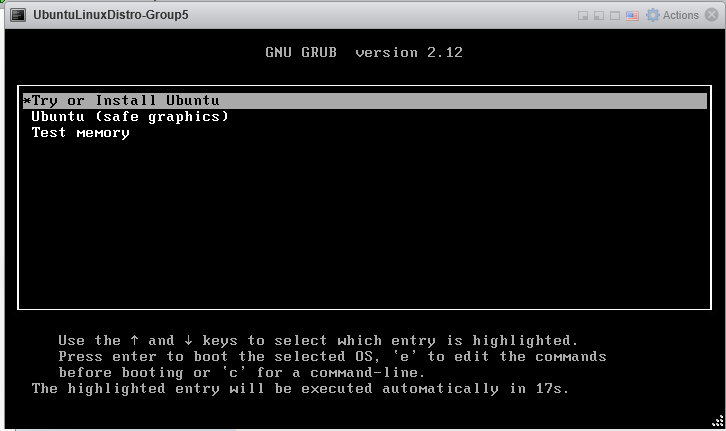 UbuntuLinuxDistro-Group5
Actions
GNU GRUB version 2.12
*Try or Install Ubuntu
Ubuntu (safe graphics)
Test memory
Use the ↑ and ↓ keys to select which entry is highlighted.
Press enter to boot the selected OS, `e' to edit the commands
before booting or `c' for a command-line.
The highlighted entry will be executed automatically in 17s.